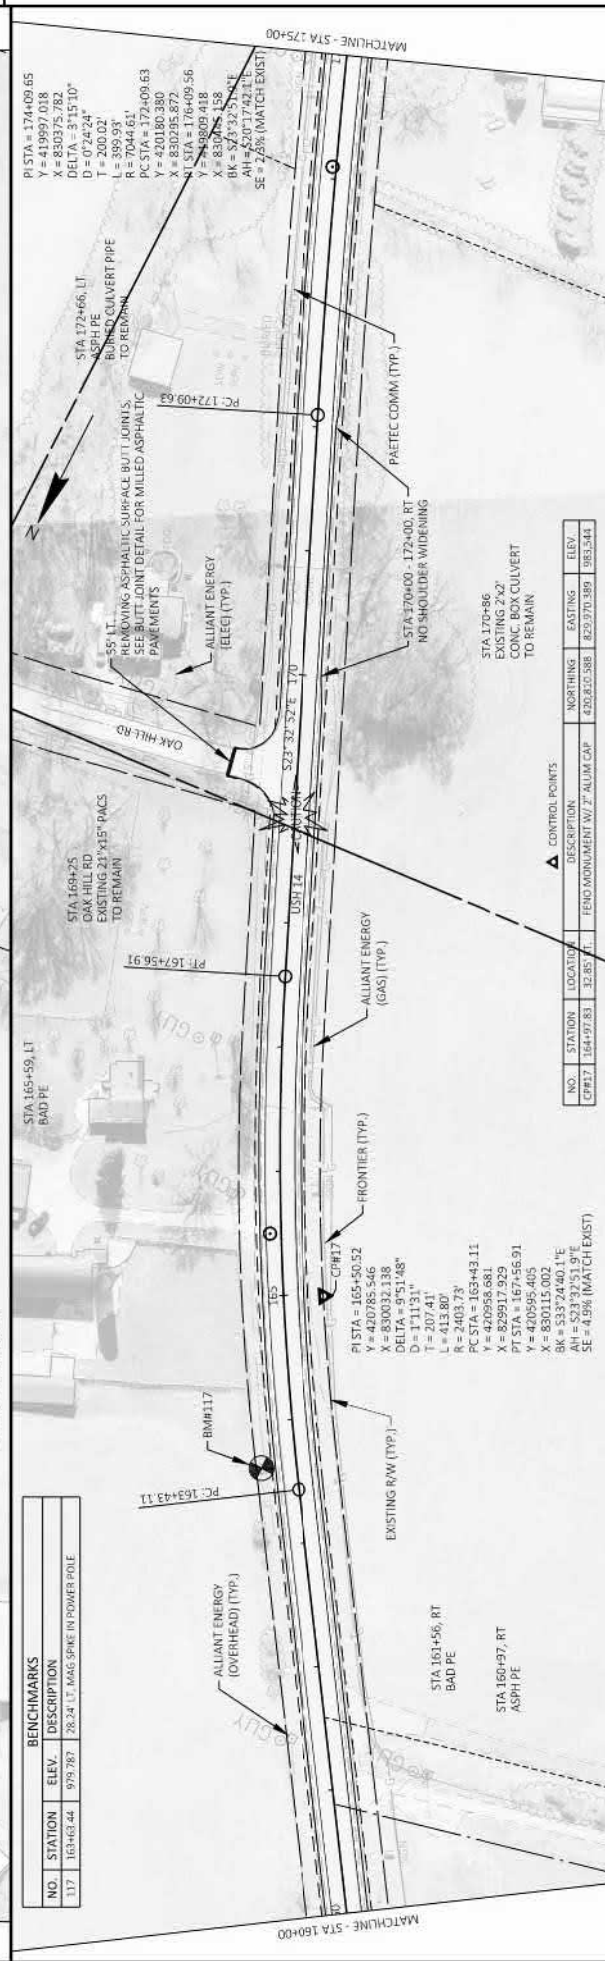 BENCHMARKS
NO. STATION ELEV. DESCRIPTION
117 163+63.44 979.787 28.24' LT, MAG SPIKE IN POWER POLE
STA 165+59, LT
BAD PE
STA 169+25
OAK HILL RD
EXISTING 21"x15" PACS
TO REMAIN
OAK HILL RD
55' LT.
REMOVING ASPHALTIC SURFACE BUTT JOINTS,
SEE BUTT JOINT DETAIL FOR MILLED ASPHALTIC
PAVEMENTS
N
STA 172+66, LT
ASPH PE
BURIED CULVERT PIPE
TO REMAIN
PI STA = 174+09.65
Y = 419997.018
X = 830375.782
DELTA = 3°15'10"
D = 0°24'24"
T = 200.02'
L = 399.93'
R = 7044.61'
PC STA = 172+09.63
Y = 420180.380
X = 830295.872
PT STA = 176+09.56
Y = 419809.418
X = 830445.158
BK = S23°32'51.9"E
AH = S20°17'42.1"E
SE = 2.3% (MATCH EXIST)
ALLIANT ENERGY
(OVERHEAD) (TYP.)
BM#117
PC: 163+43.11
PT: 167+56.91
ALLIANT ENERGY
(ELEC) (TYP.)
PC: 172+09.63
GUY
GUY
GUY
GUY
MATCHLINE - STA 160+00
165
USH 14
CAUTION
S23° 32' 52"E
170
MATCHLINE - STA 175+00
EXISTING R/W (TYP.)
CP#17
FRONTIER (TYP.)
ALLIANT ENERGY
(GAS) (TYP.)
STA 170+00 - 172+00, RT
NO SHOULDER WIDENING
PAETEC COMM (TYP.)
STA 161+56, RT
BAD PE
STA 160+97, RT
ASPH PE
PI STA = 165+50.52
Y = 420785.546
X = 830032.138
DELTA = 9°51'48"
D = 1°11'31"
T = 207.41'
L = 413.80'
R = 2403.73'
PC STA = 163+43.11
Y = 420958.681
X = 829917.929
PT STA = 167+56.91
Y = 420595.405
X = 830115.002
BK = S33°24'40.1"E
AH = S23°32'51.9"E
SE = 4.9% (MATCH EXIST)
STA 170+86
EXISTING 2'x2'
CONC. BOX CULVERT
TO REMAIN
CONTROL POINTS
NO. STATION LOCATION DESCRIPTION NORTHING EASTING ELEV.
CP#17 164+97.83 32.85' RT. FENO MONUMENT W/ 2" ALUM CAP 420,810.588 829,970.389 983.544